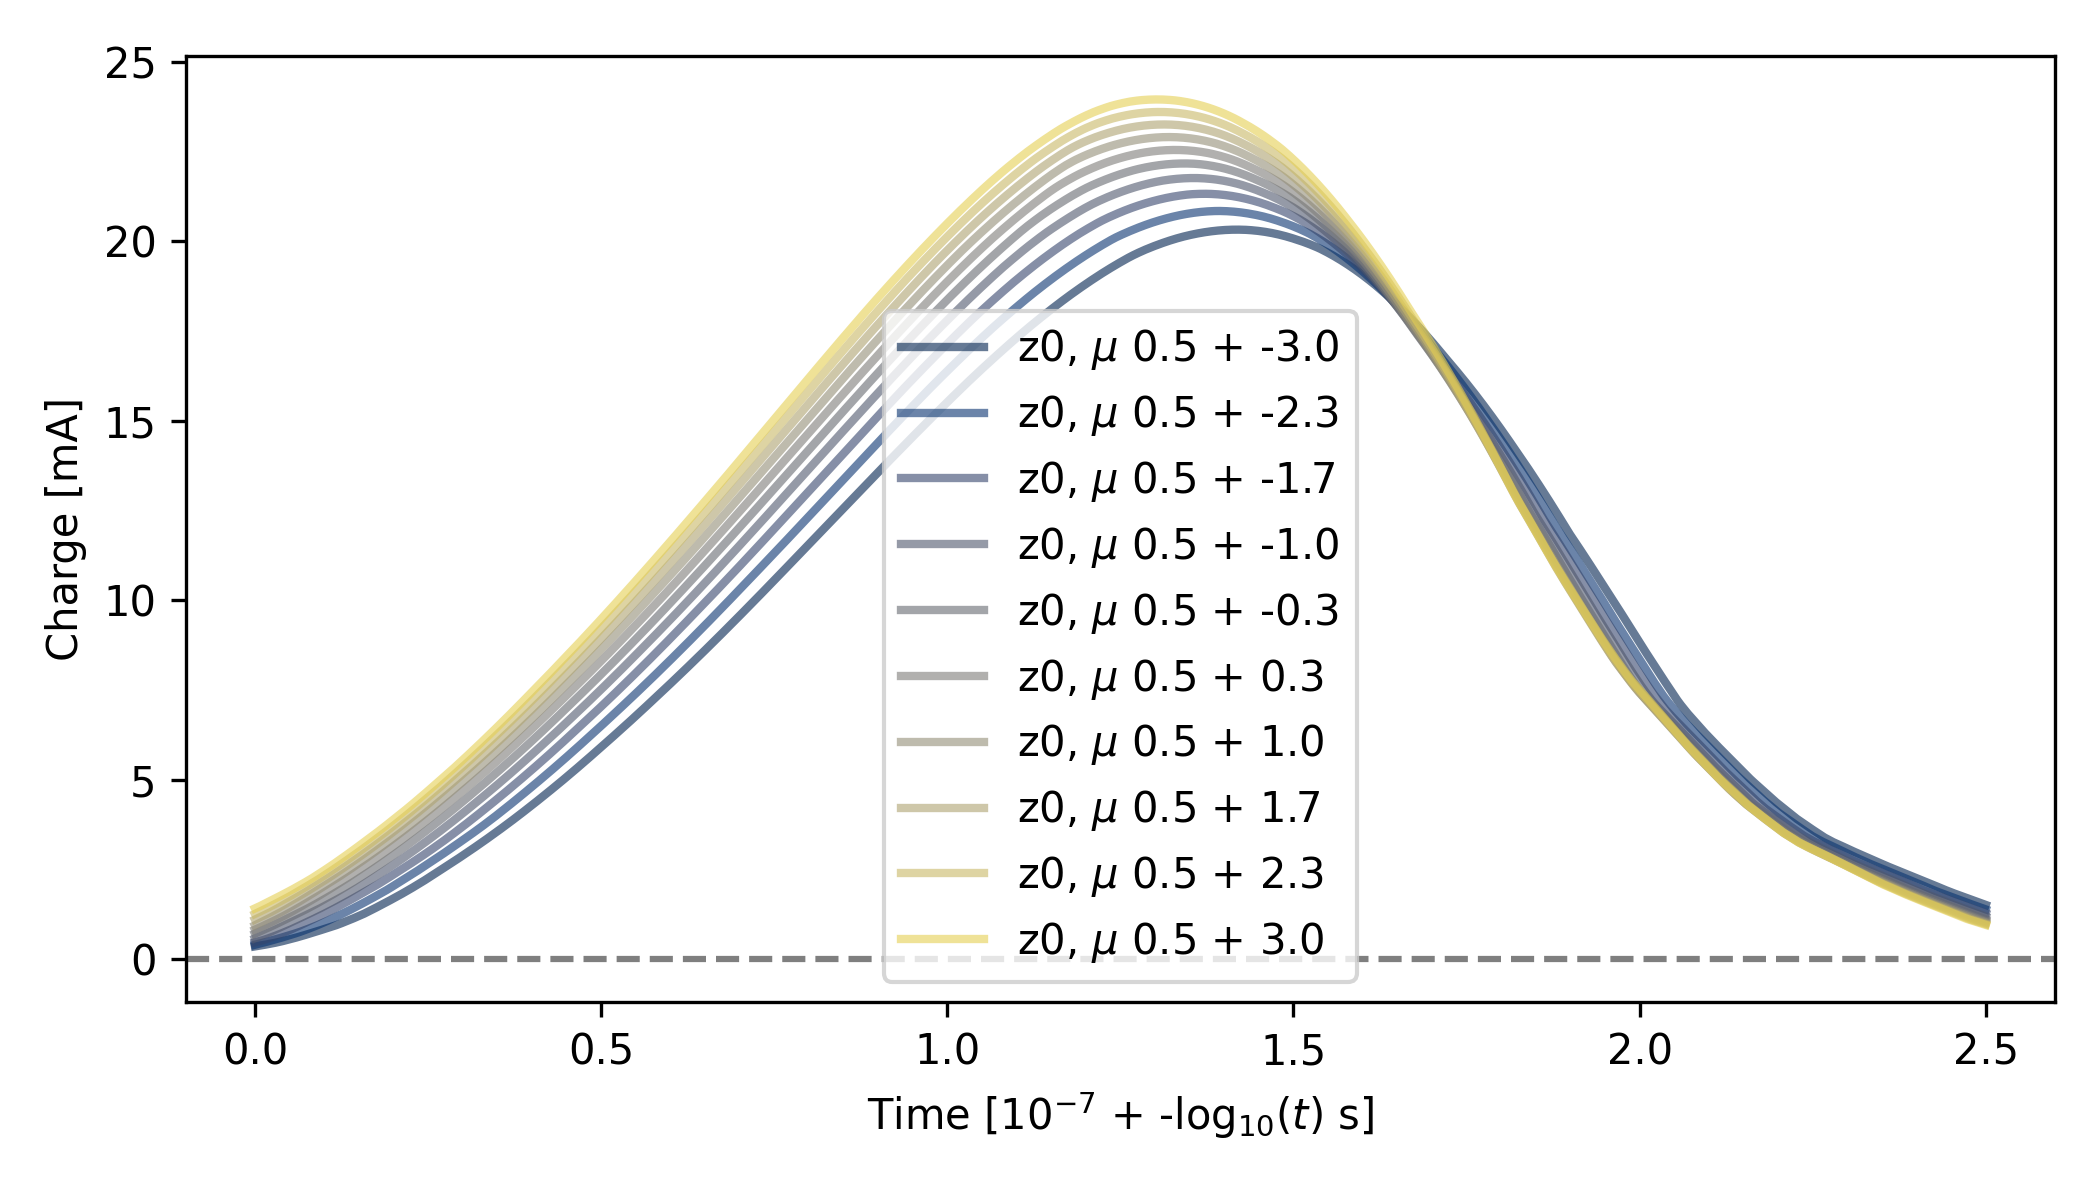 25
20
15
10
5
0
Charge [mA]
z0, μ 0.5 + -3.0
z0, μ 0.5 + -2.3
z0, μ 0.5 + -1.7
z0, μ 0.5 + -1.0
z0, μ 0.5 + -0.3
z0, μ 0.5 + 0.3
z0, μ 0.5 + 1.0
z0, μ 0.5 + 1.7
z0, μ 0.5 + 2.3
z0, μ 0.5 + 3.0
0.0 0.5 1.0 1.5 2.0 2.5
Time [10⁻⁷ + -log₁₀(t) s]